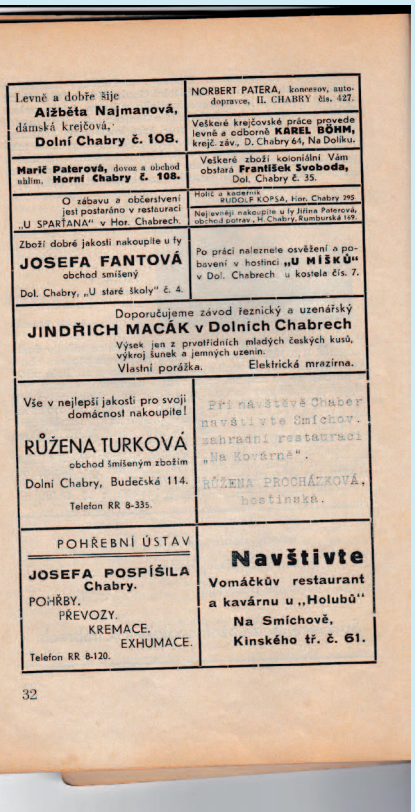 Levně a dobře šije
Alžběta Najmanová,
dámská krejčová,
Dolní Chabry č. 108.
NORBERT PATERA, koncesov. auto-
dopravce, II. CHABRY čís. 427.
Veškeré krejčovské práce provede
levně a odborně KAREL BÖHM,
krejč. záv., D. Chabry 64, Na Dolíku.
Marie Paterová, dovoz a obchod
uhlím, Horní Chabry č. 108.
Veškeré zboží koloniální Vám
obstará František Svoboda,
Dol. Chabry č. 35.
O zábavu a občerstvení
jest postaráno v restauraci
„U SPARŤANA" v Hor. Chabrech.
Holič a kadeřník
RUDOLF KOPSA, Hor. Chabry 295.
Nejlevněji nakoupíte u fy Jiřina Paterová,
obchod potrav., H. Chabry, Rumburská 169.
Zboží dobré jakosti nakoupíte u fy
JOSEFA FANTOVÁ
obchod smíšený
Dol. Chabry, „U staré školy" č. 4.
Po práci naleznete osvěžení a po-
bavení v hostinci „U MÍŠKŮ"
v Dol. Chabrech u kostela čís. 7.
Doporučujeme závod řeznický a uzenářský
JINDŘICH MACÁK v Dolních Chabrech
Výsek jen z prvotřídních mladých českých kusů,
výkroj šunek a jemných uzenin.
Vlastní porážka. Elektrická mrazírna.
Vše v nejlepší jakosti pro svoji
domácnost nakoupíte!
RŮŽENA TURKOVÁ
obchod smíšeným zbožím
Dolní Chabry, Budečská 114.
Telefon RR 8-335.
Při návštěvě Chaber
navštivte Smíchov.
zahradní restauraci
„Na Kovárně".
RŮŽENA PROCHÁZKOVÁ,
hostinská.
POHŘEBNÍ ÚSTAV
JOSEFA POSPÍŠILA
Chabry.
POHŘBY.
PŘEVOZY.
KREMACE.
EXHUMACE.
Telefon RR 8-120.
Navštivte
Vomáčkův restaurant
a kavárnu u „Holubů"
Na Smíchově,
Kinského tř. č. 61.
32